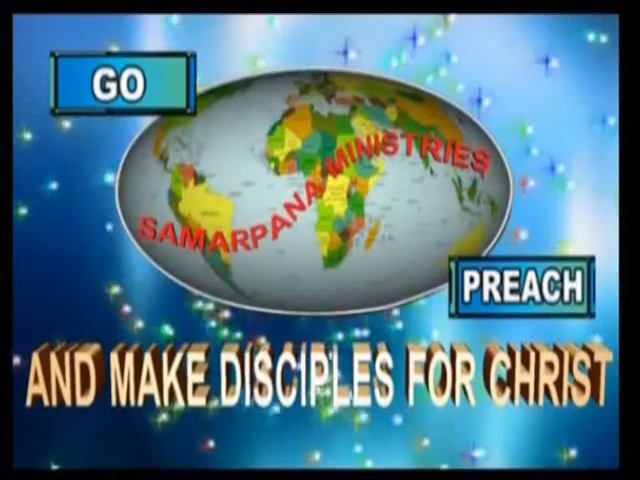 GO
SAMARPANA MINISTRIES
PREACH
AND MAKE DISCIPLES FOR CHRIST